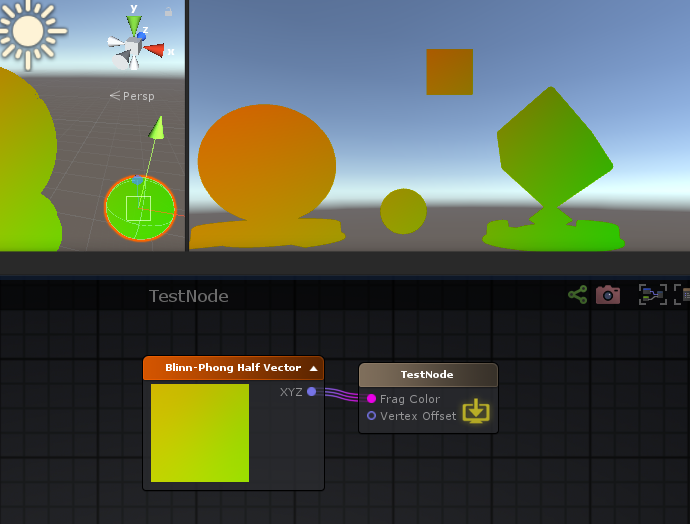 y
z
x
Persp
TestNode
Blinn-Phong Half Vector
XYZ
TestNode
Frag Color
Vertex Offset